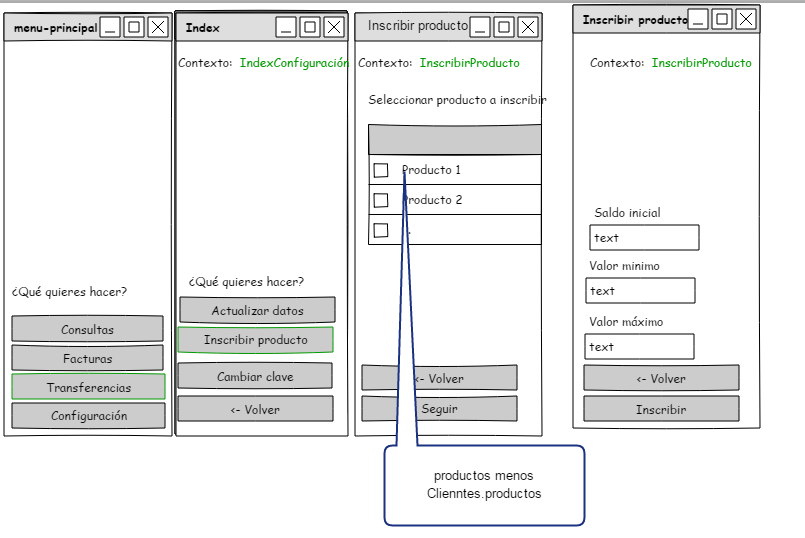 menu-principal
¿Qué quieres hacer?
Consultas
Facturas
Transferencias
Configuración
Index
Contexto: IndexConfiguración
¿Qué quieres hacer?
Actualizar datos
Inscribir producto
Cambiar clave
<- Volver
Inscribir producto
Contexto: InscribirProducto
Seleccionar producto a inscribir
Producto 1
Producto 2
<- Volver
Seguir
productos menos
Clienntes.productos
Inscribir producto
Contexto: InscribirProducto
Saldo inicial
text
Valor minimo
text
Valor máximo
text
<- Volver
Inscribir